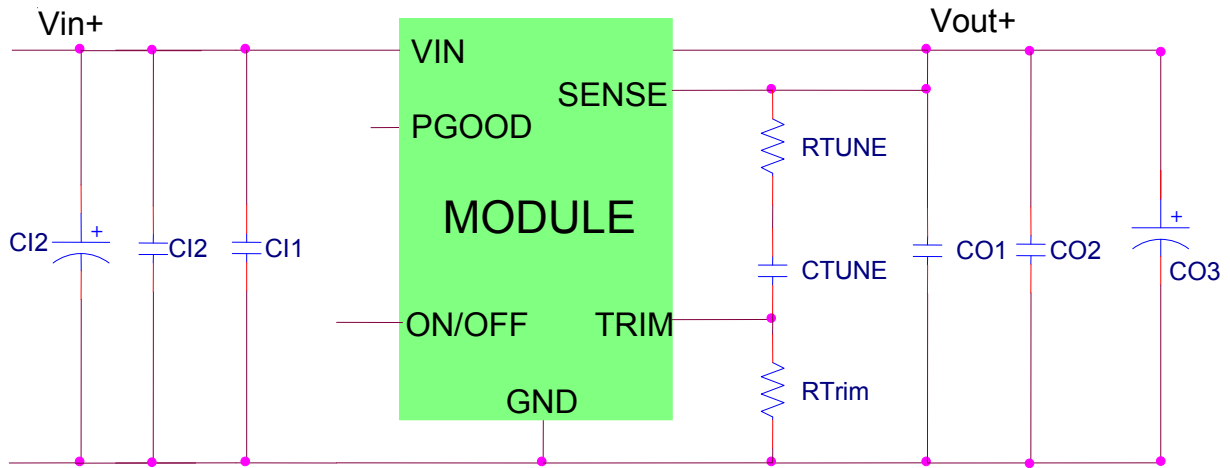 Vin+
Vout+
VIN
SENSE
PGOOD
RTUNE
MODULE
+
CI2
CI2
CI1
CTUNE
CO1
CO2
+
CO3
ON/OFF
TRIM
RTrim
GND